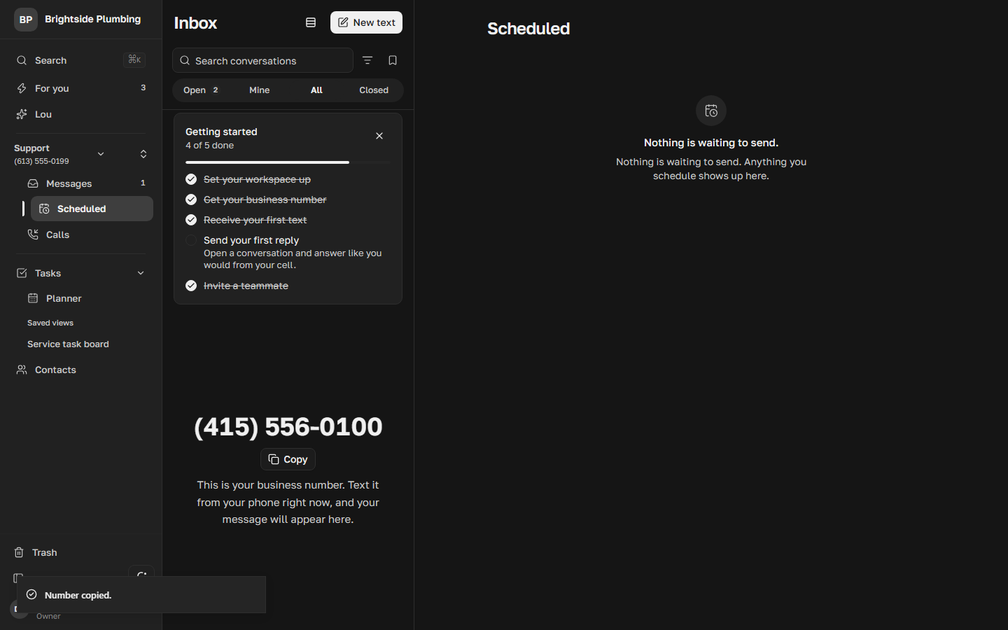 BP
Brightside Plumbing
Search
⌘K
For you
3
Lou
Support
(613) 555-0199
Messages
1
Scheduled
Calls
Tasks
Planner
Saved views
Service task board
Contacts
Trash
Number copied.
Owner
Inbox
New text
Search conversations
Open 2
Mine
All
Closed
Getting started
4 of 5 done
Set your workspace up
Get your business number
Receive your first text
Send your first reply
Open a conversation and answer like you
would from your cell.
Invite a teammate
(415) 556-0100
Copy
This is your business number. Text it
from your phone right now, and your
message will appear here.
Scheduled
Nothing is waiting to send.
Nothing is waiting to send. Anything you
schedule shows up here.